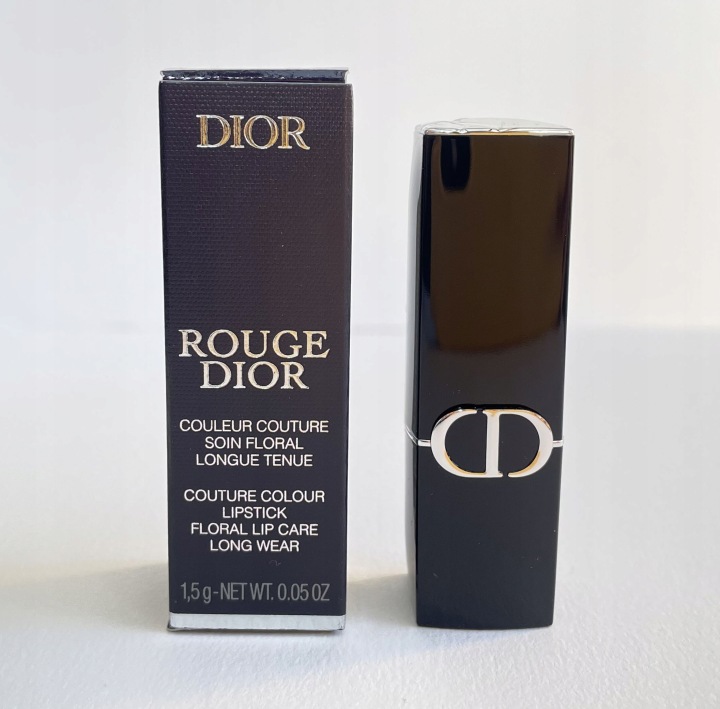 DIOR
ROUGE
DIOR
COULEUR COUTURE
SOIN FLORAL
LONGUE TENUE
COUTURE COLOUR
LIPSTICK
FLORAL LIP CARE
LONG WEAR
1,5 g-NET WT. 0.05 OZ
CD